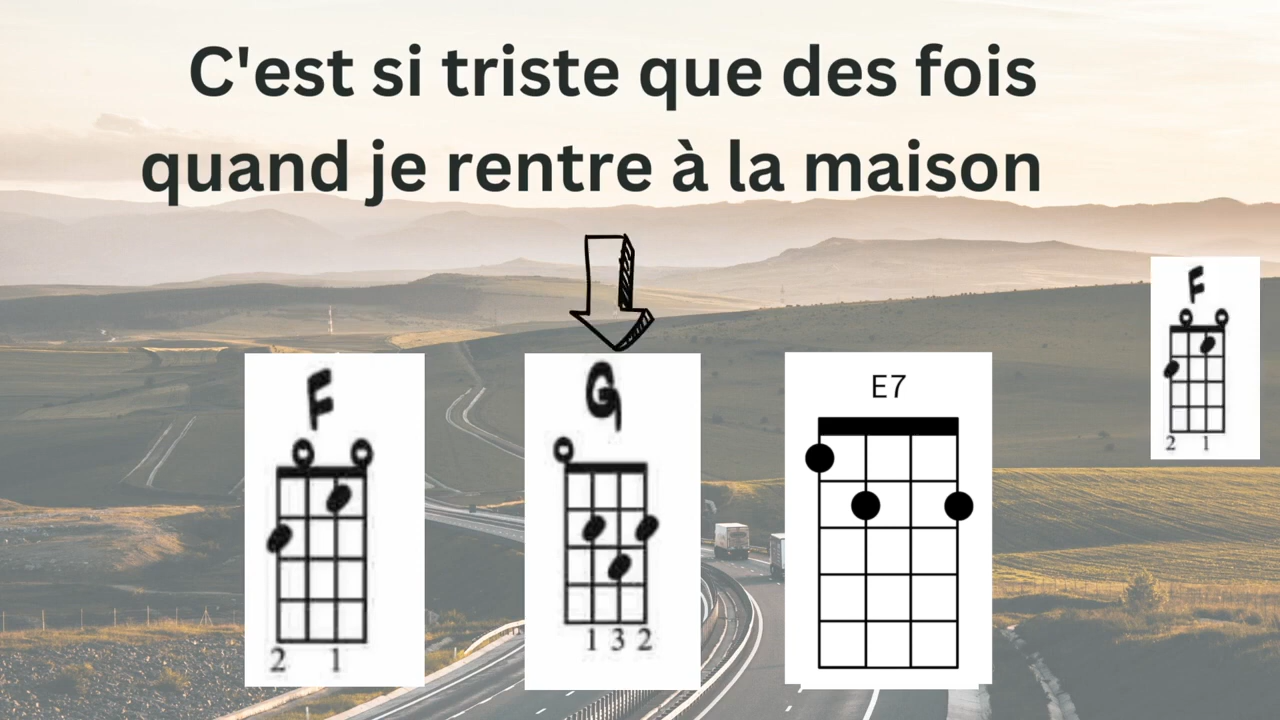 C'est si triste que des fois
quand je rentre à la maison
F
2 1
G
1 3 2
E7
F
2 1